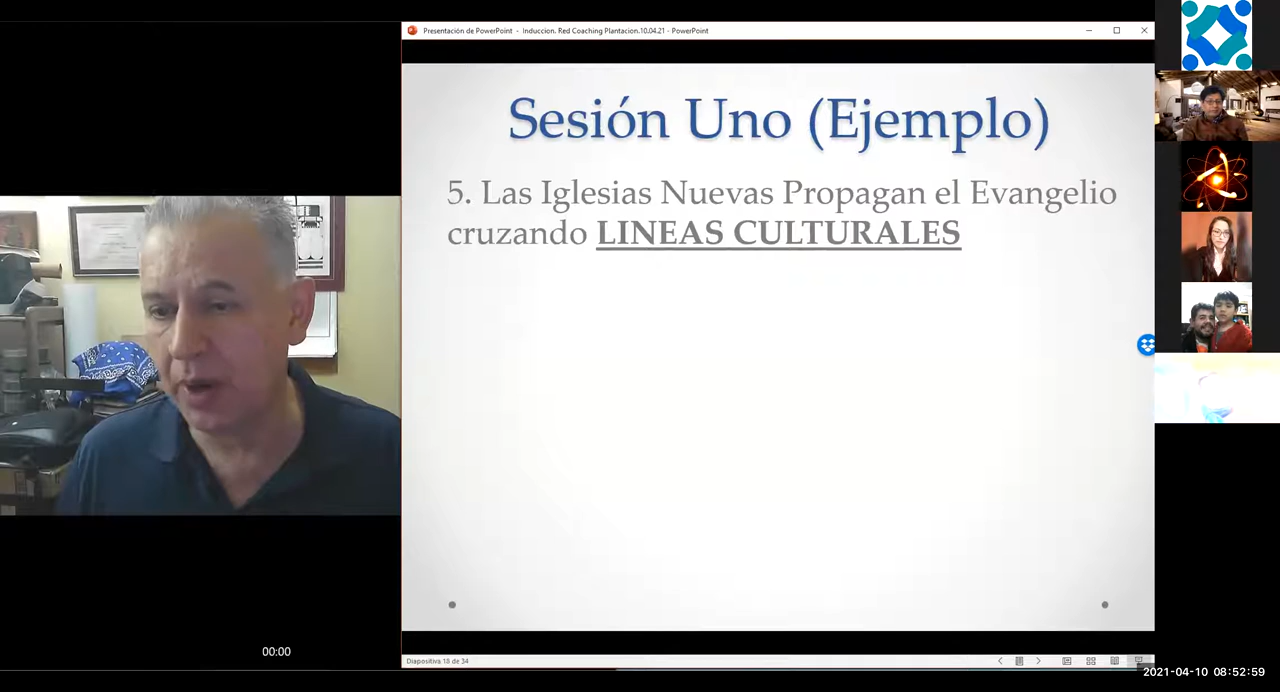 Presentación de PowerPoint - Induccion. Red Coaching Plantacion.10.04.21 - PowerPoint
Sesión Uno (Ejemplo)
5. Las Iglesias Nuevas Propagan el Evangelio
cruzando LINEAS CULTURALES
00:00
Diapositiva 18 de 34
2021-04-10 08:52:59